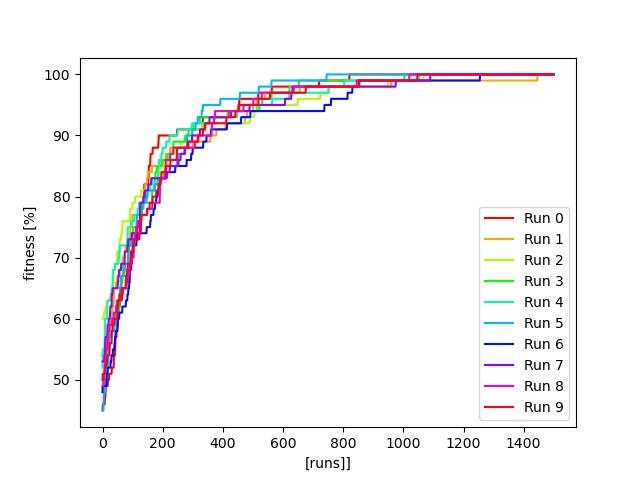 100
90
80
70
60
50
fitness [%]
0
200
400
600
800
1000
1200
1400
[runs]]
Run 0
Run 1
Run 2
Run 3
Run 4
Run 5
Run 6
Run 7
Run 8
Run 9